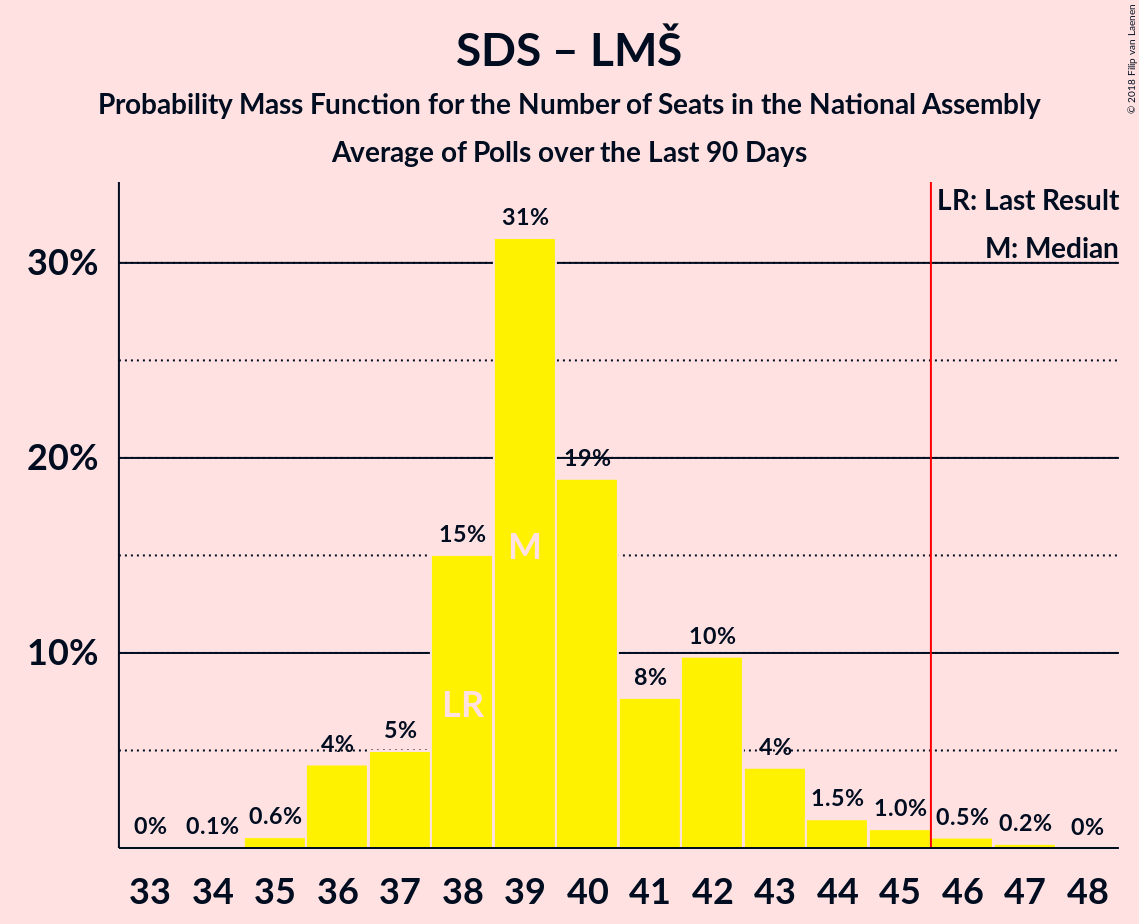 SDS – LMŠ
Probability Mass Function for the Number of Seats in the National Assembly
Average of Polls over the Last 90 Days
© 2018 Filip van Laenen
LR: Last Result
M: Median
30%
20%
10%
0%
0.1%
0.6%
4%
5%
15%
31%
19%
8%
10%
4%
1.5%
1.0%
0.5%
0.2%
0%
LR
M
33 34 35 36 37 38 39 40 41 42 43 44 45 46 47 48